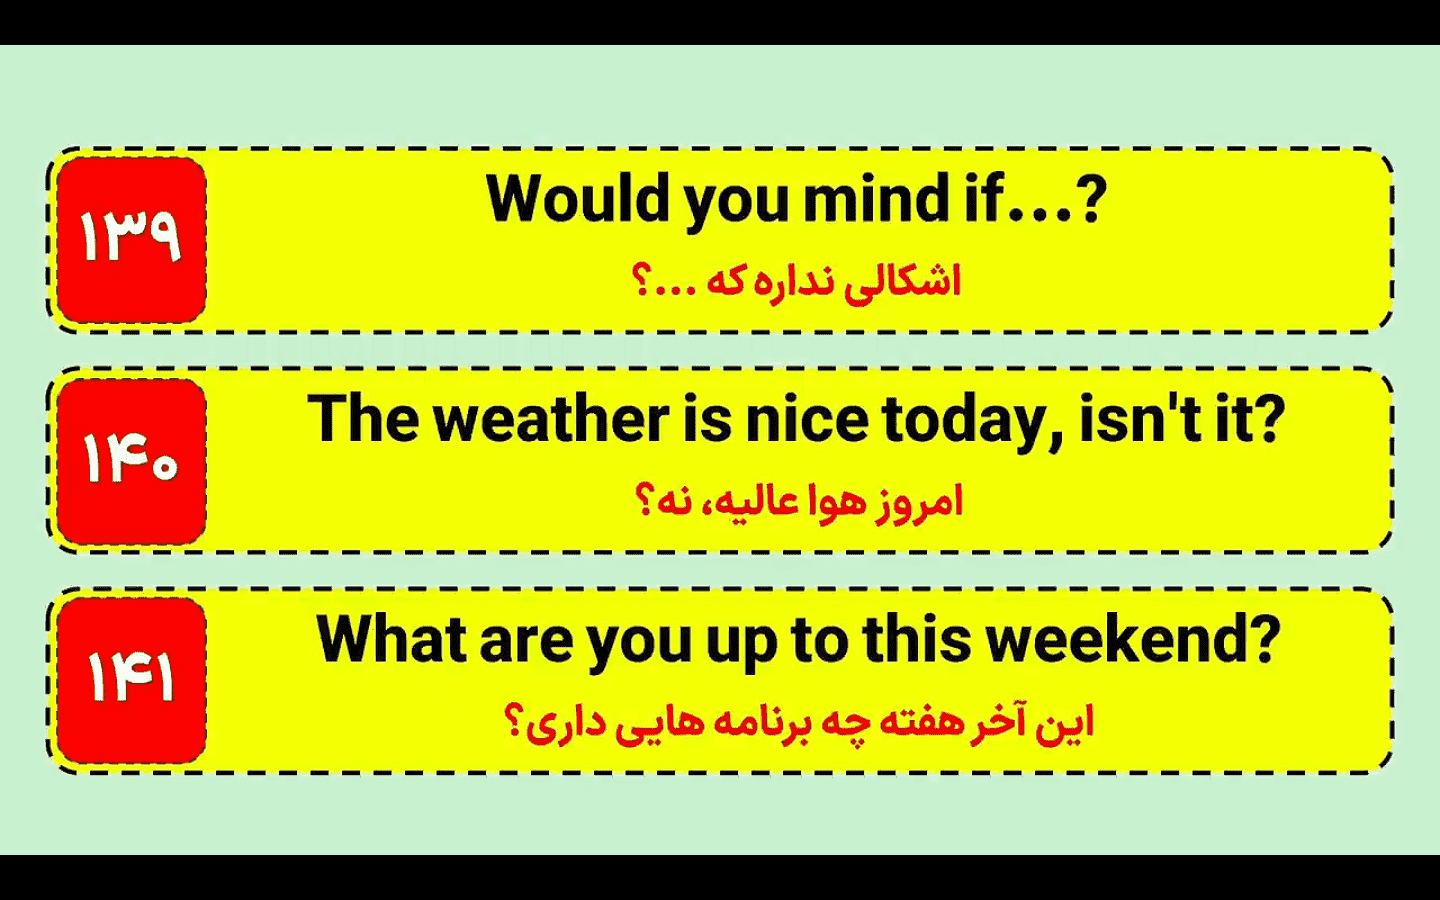 ۱۳۹
Would you mind if...?
اشکالی نداره که ...؟
۱۴۰
The weather is nice today, isn't it?
امروز هوا عالیه، نه؟
۱۴۱
What are you up to this weekend?
این آخر هفته چه برنامه هایی داری؟